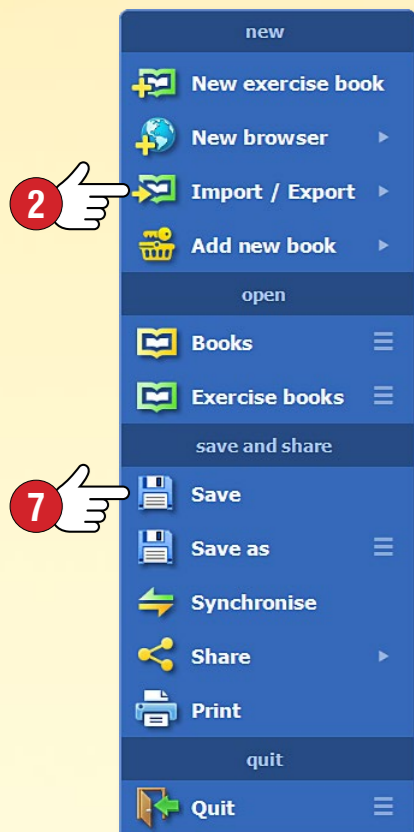 new
New exercise book
New browser
2
Import / Export
Add new book
open
Books
Exercise books
save and share
7
Save
Save as
Synchronise
Share
Print
quit
Quit